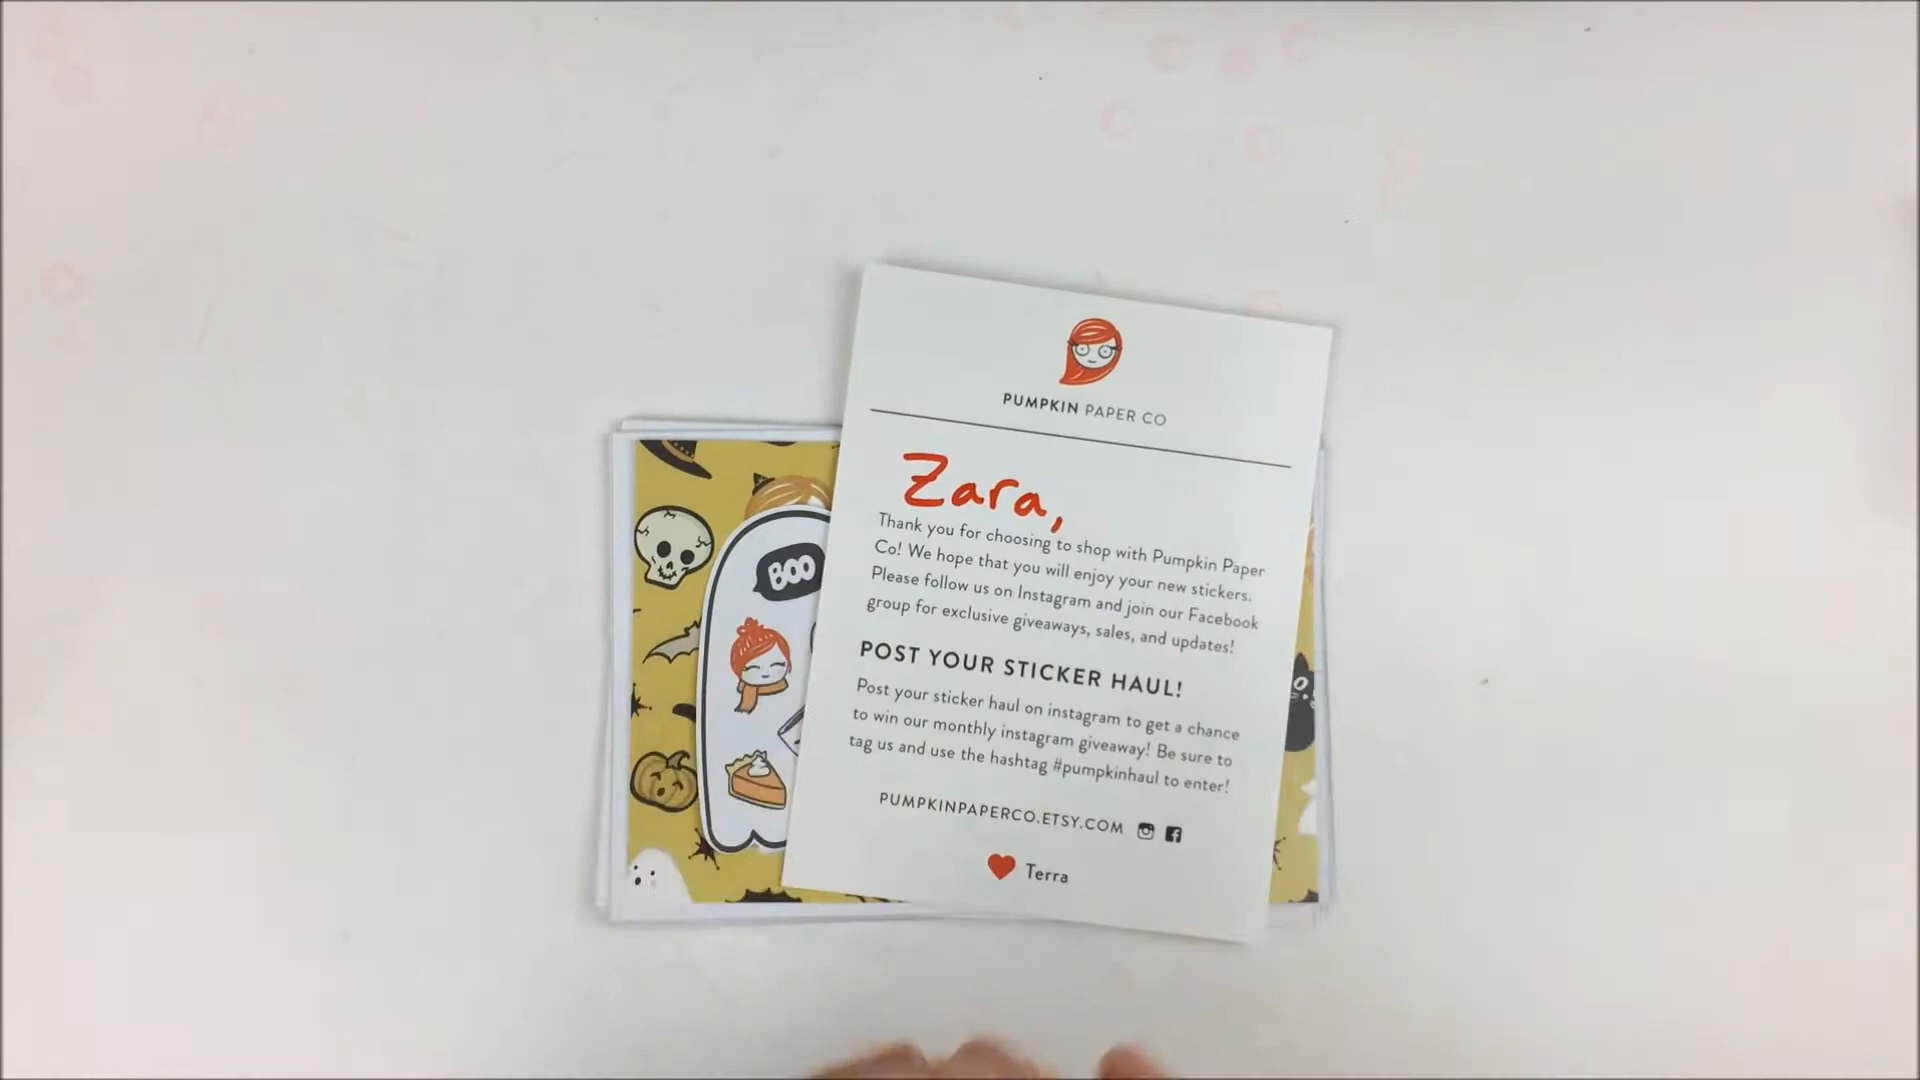 PUMPKIN PAPER CO
Zara,
Thank you for choosing to shop with Pumpkin Paper
Co! We hope that you will enjoy your new stickers.
Please follow us on Instagram and join our Facebook
group for exclusive giveaways, sales, and updates!
POST YOUR STICKER HAUL!
Post your sticker haul on instagram to get a chance
to win our monthly instagram giveaway! Be sure to
tag us and use the hashtag #pumpkinhaul to enter!
PUMPKINPAPERCO.ETSY.COM
Terra
BOO